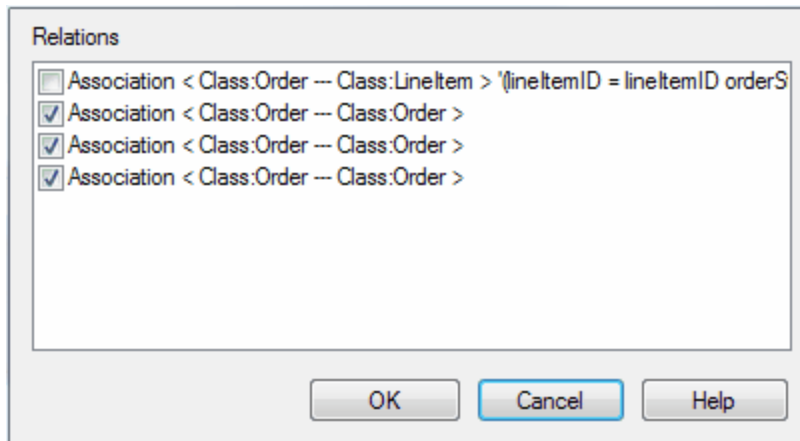 Relations
Association < Class:Order --- Class:LineItem > '(lineItemID = lineItemID orderS
Association < Class:Order --- Class:Order >
Association < Class:Order --- Class:Order >
Association < Class:Order --- Class:Order >
OK Cancel Help